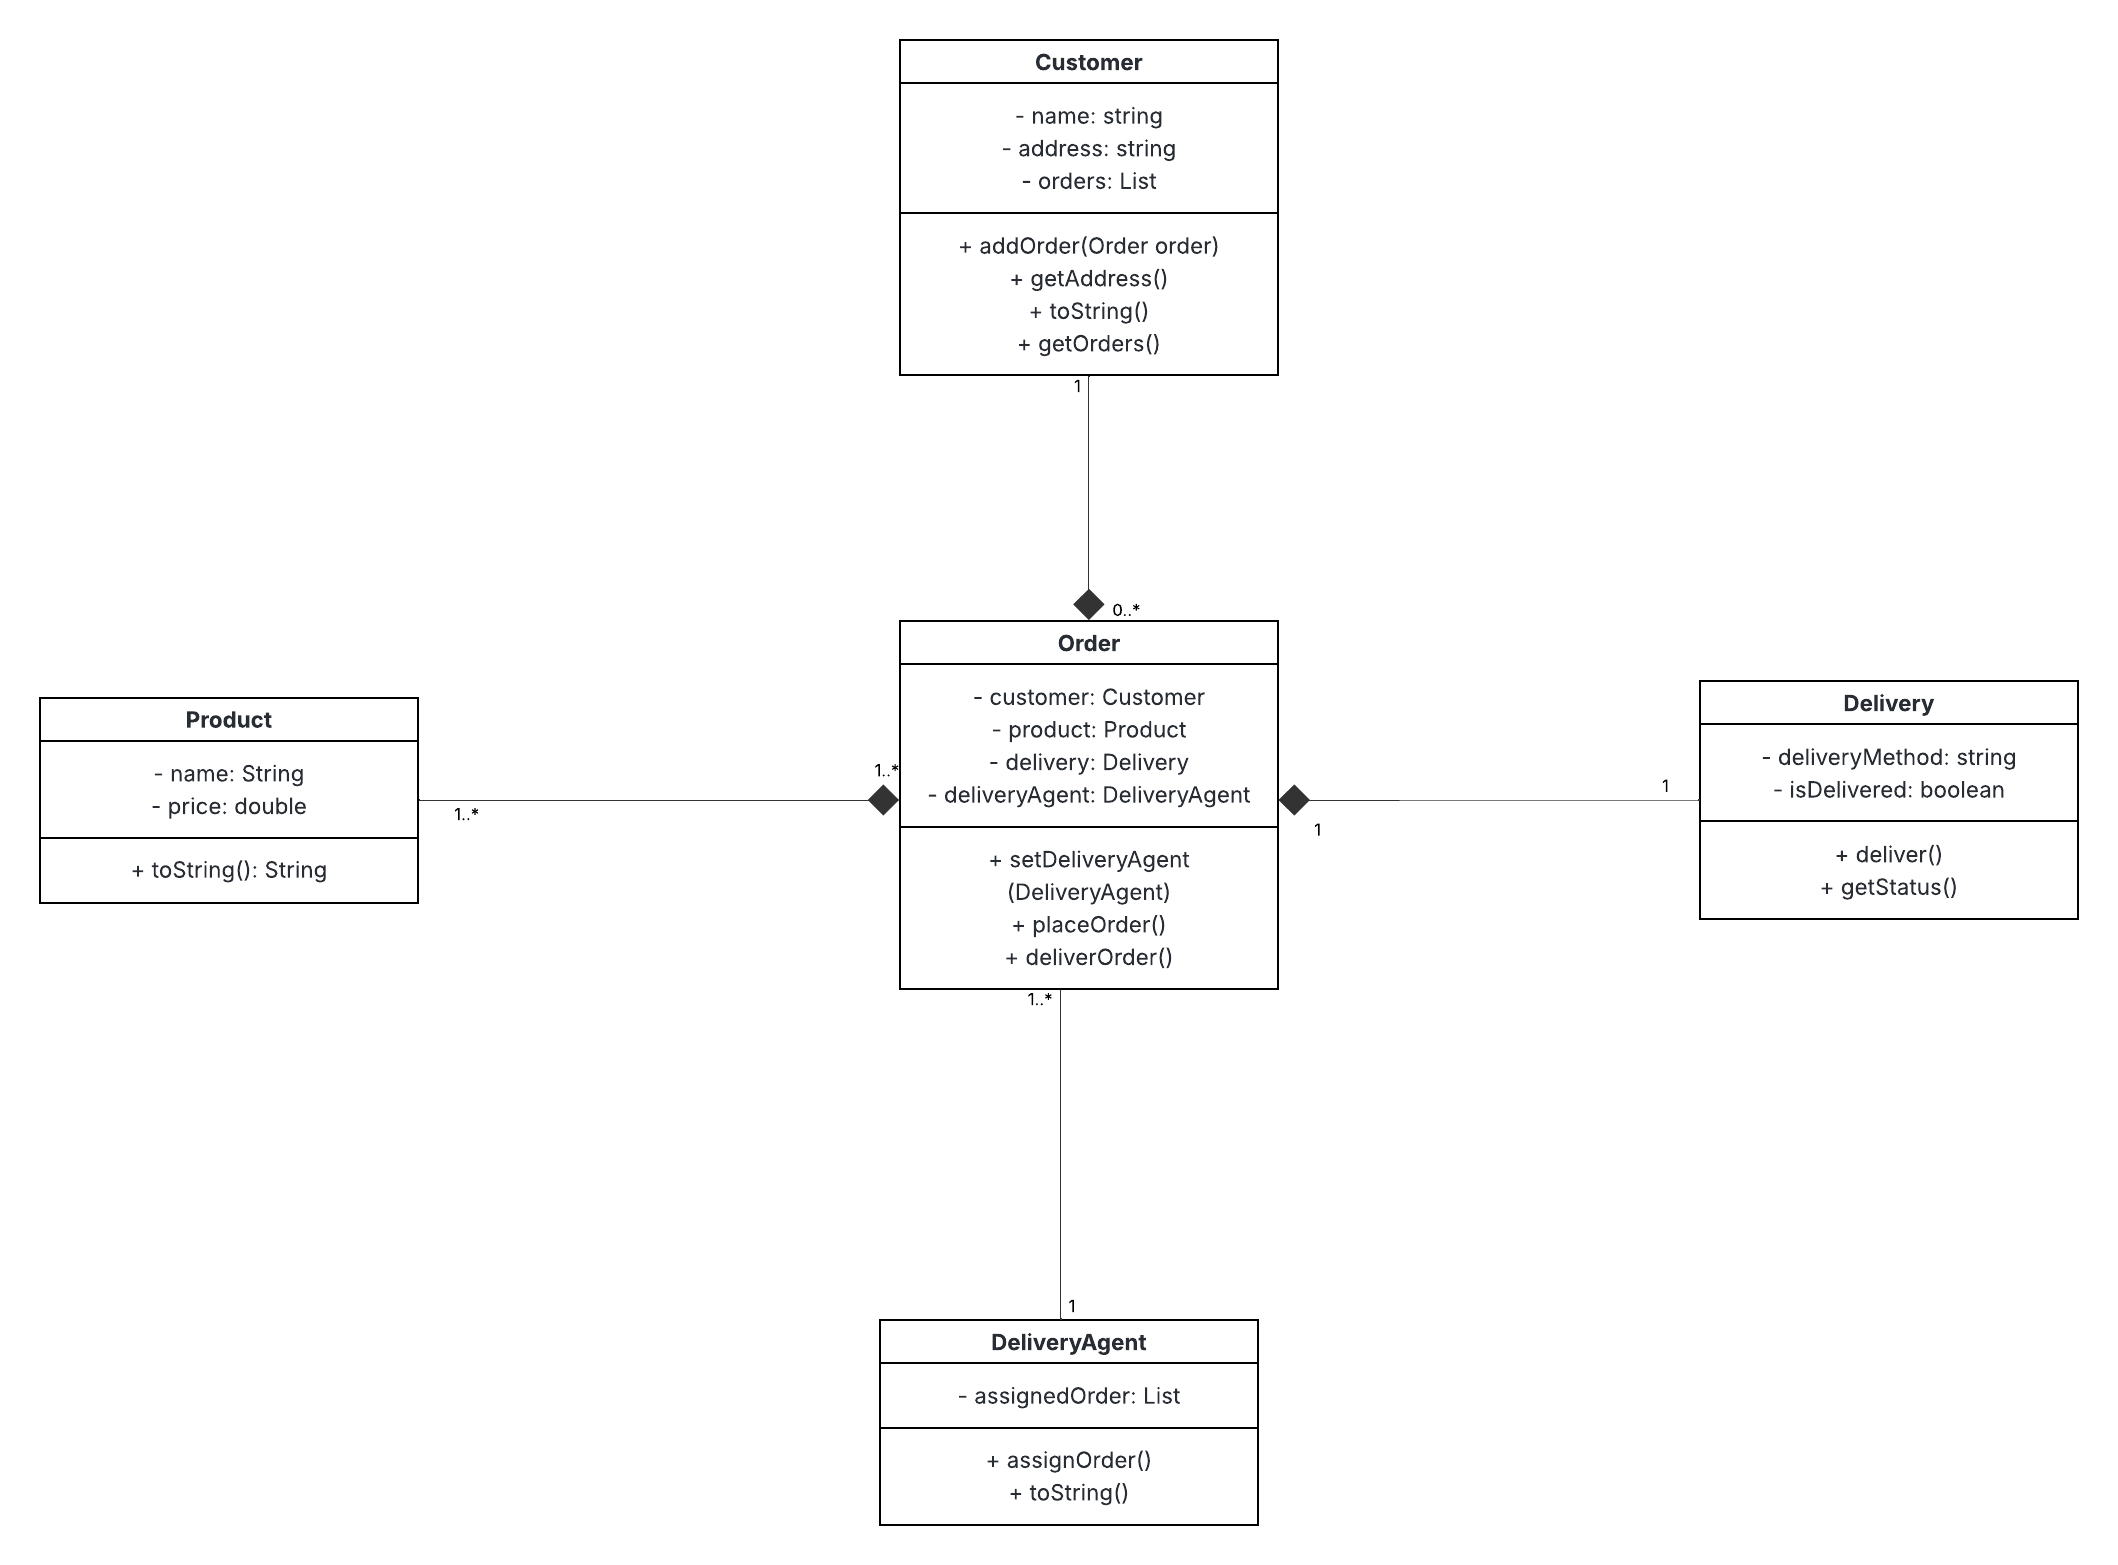 Customer
- name: string
- address: string
- orders: List
+ addOrder(Order order)
+ getAddress()
+ toString()
+ getOrders()
1
0..*
Order
- customer: Customer
- product: Product
- delivery: Delivery
- deliveryAgent: DeliveryAgent
+ setDeliveryAgent
(DeliveryAgent)
+ placeOrder()
+ deliverOrder()
Product
- name: String
- price: double
+ toString(): String
1..*
1..*
1
1
Delivery
- deliveryMethod: string
- isDelivered: boolean
+ deliver()
+ getStatus()
1..*
1
DeliveryAgent
- assignedOrder: List
+ assignOrder()
+ toString()